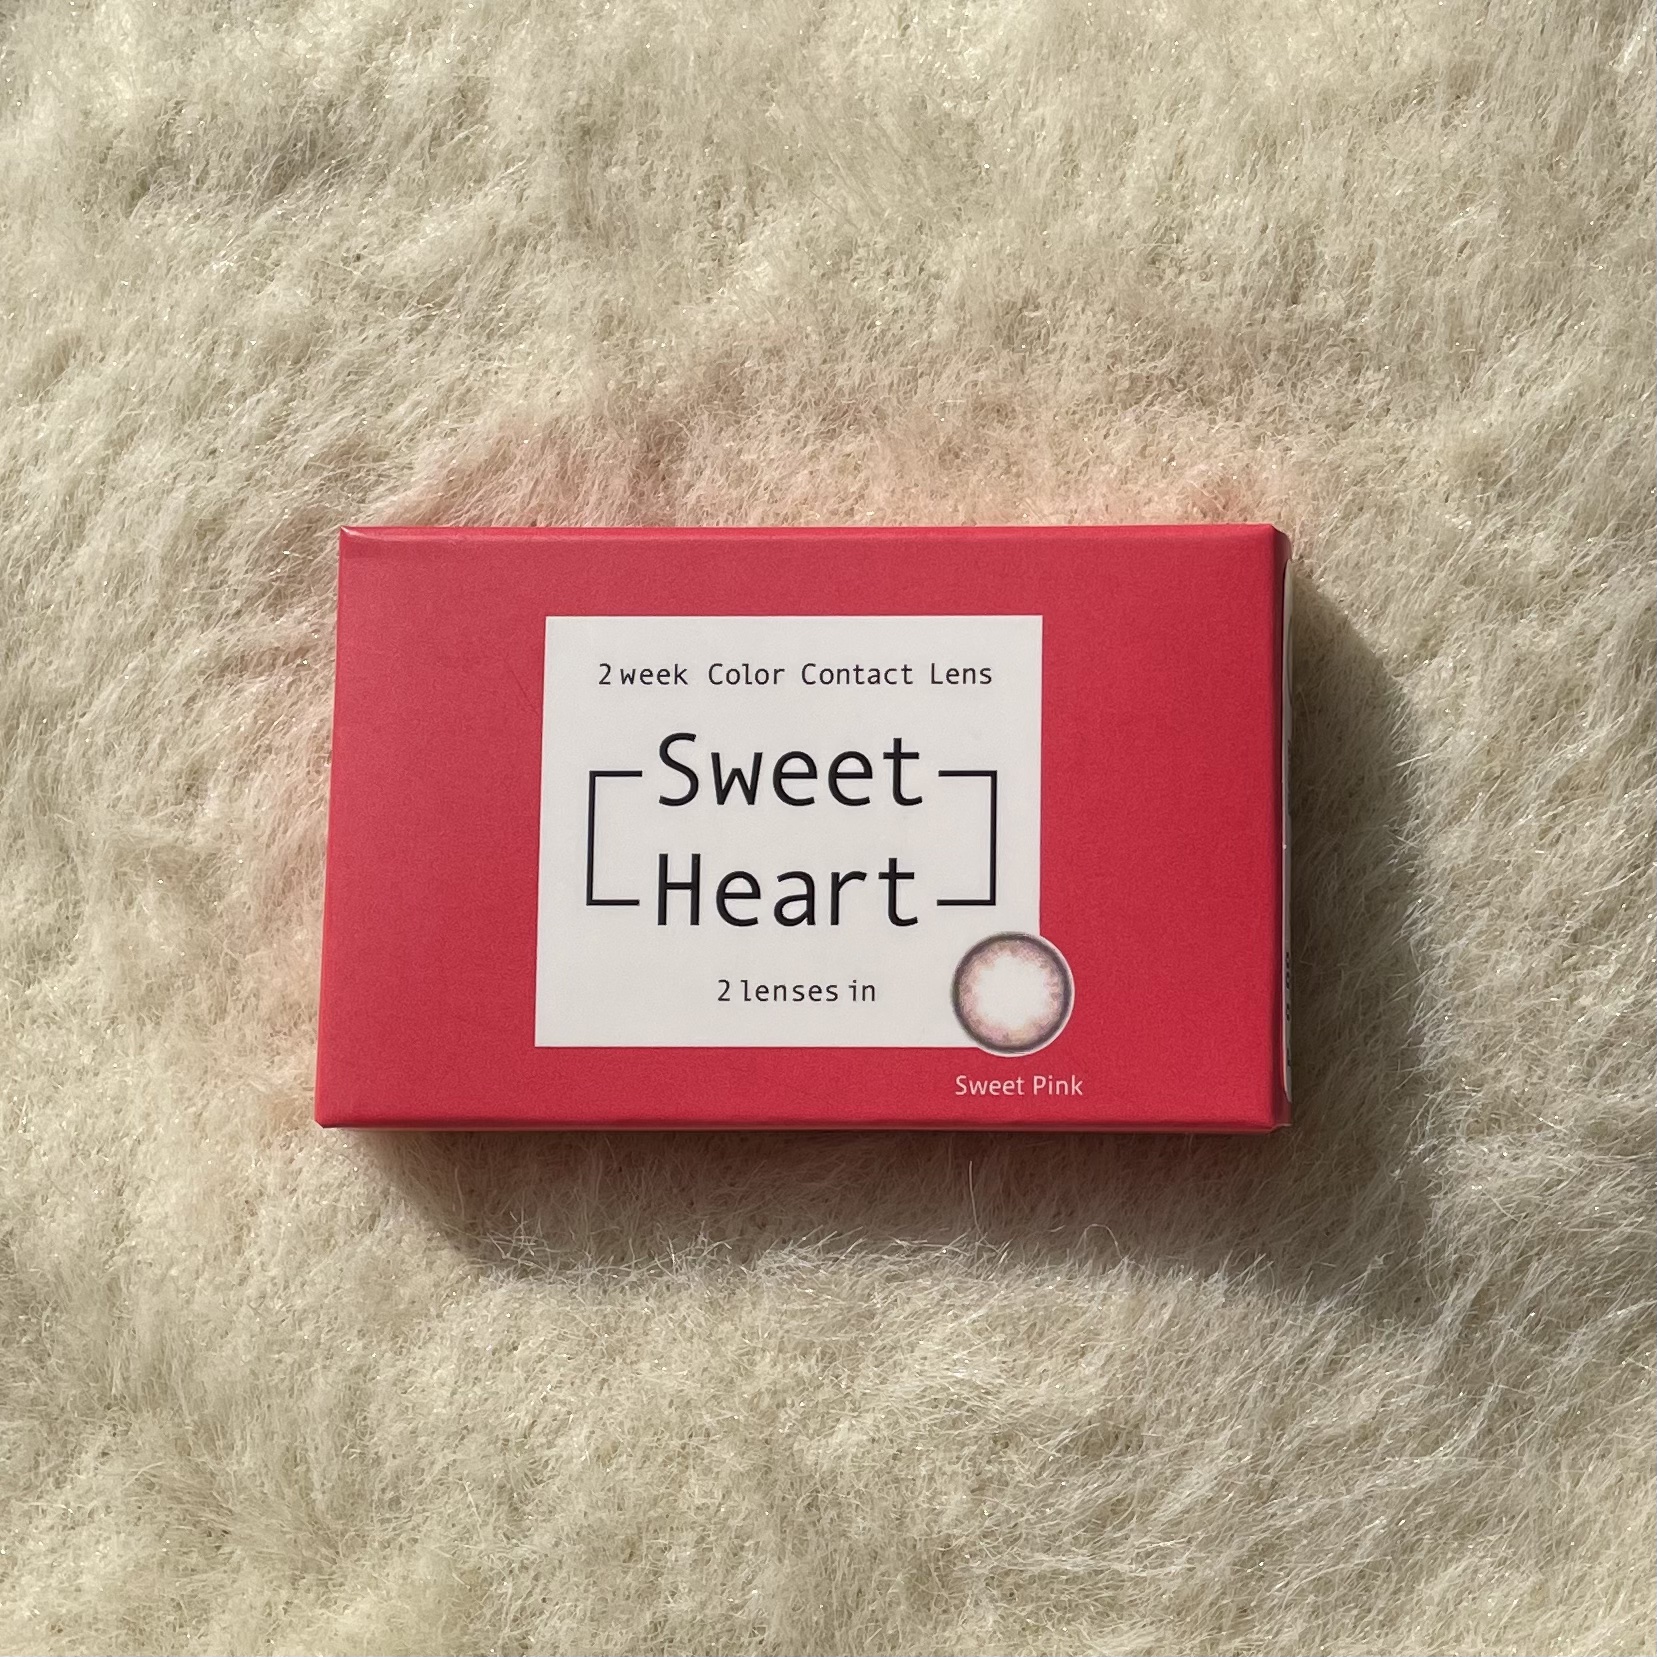 2 week Color Contact Lens
Sweet
Heart
2 lenses in
Sweet Pink